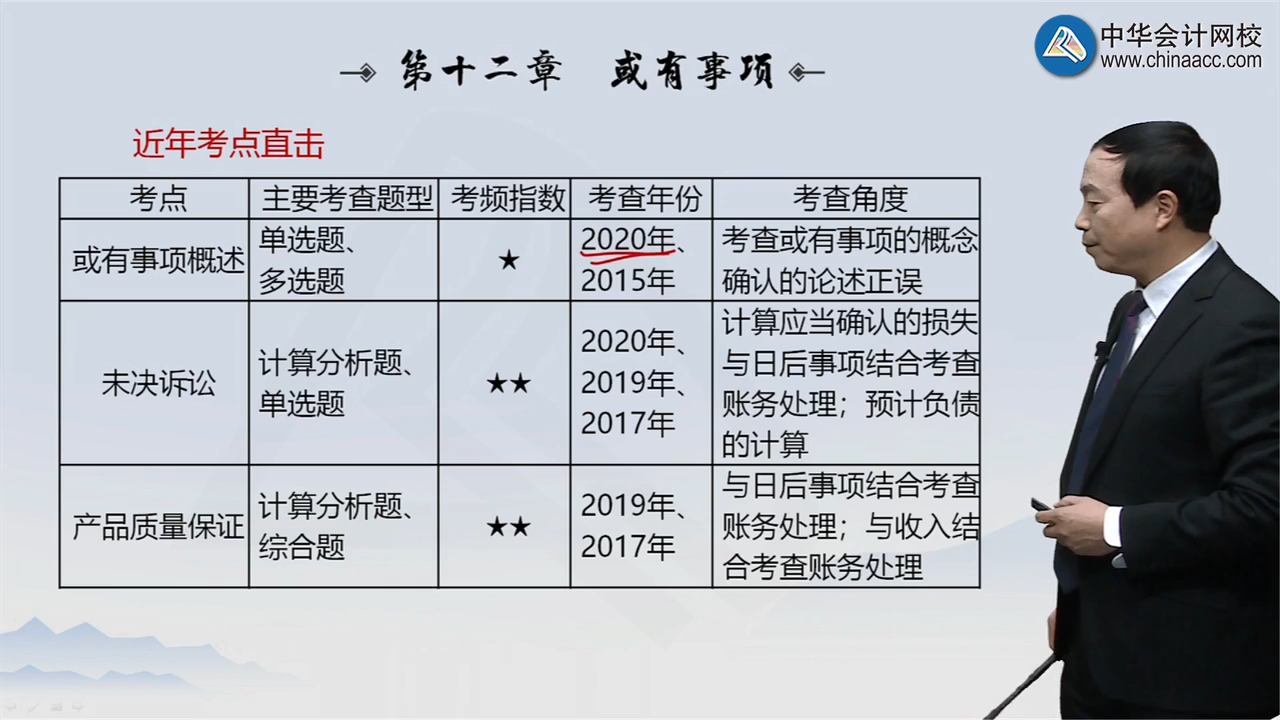 中华会计网校
www.chinaacc.com
第十二章 或有事项
近年考点直击
考点 主要考查题型 考频指数 考查年份 考查角度
或有事项概述
单选题、
多选题
★
2020年、
2015年
考查或有事项的概念
确认的论述正误
未决诉讼
计算分析题、
单选题
★★
2020年、
2019年、
2017年
计算应当确认的损失
与日后事项结合考查
账务处理；预计负债
的计算
产品质量保证
计算分析题、
综合题
★★
2019年、
2017年
与日后事项结合考查
账务处理；与收入结
合考查账务处理